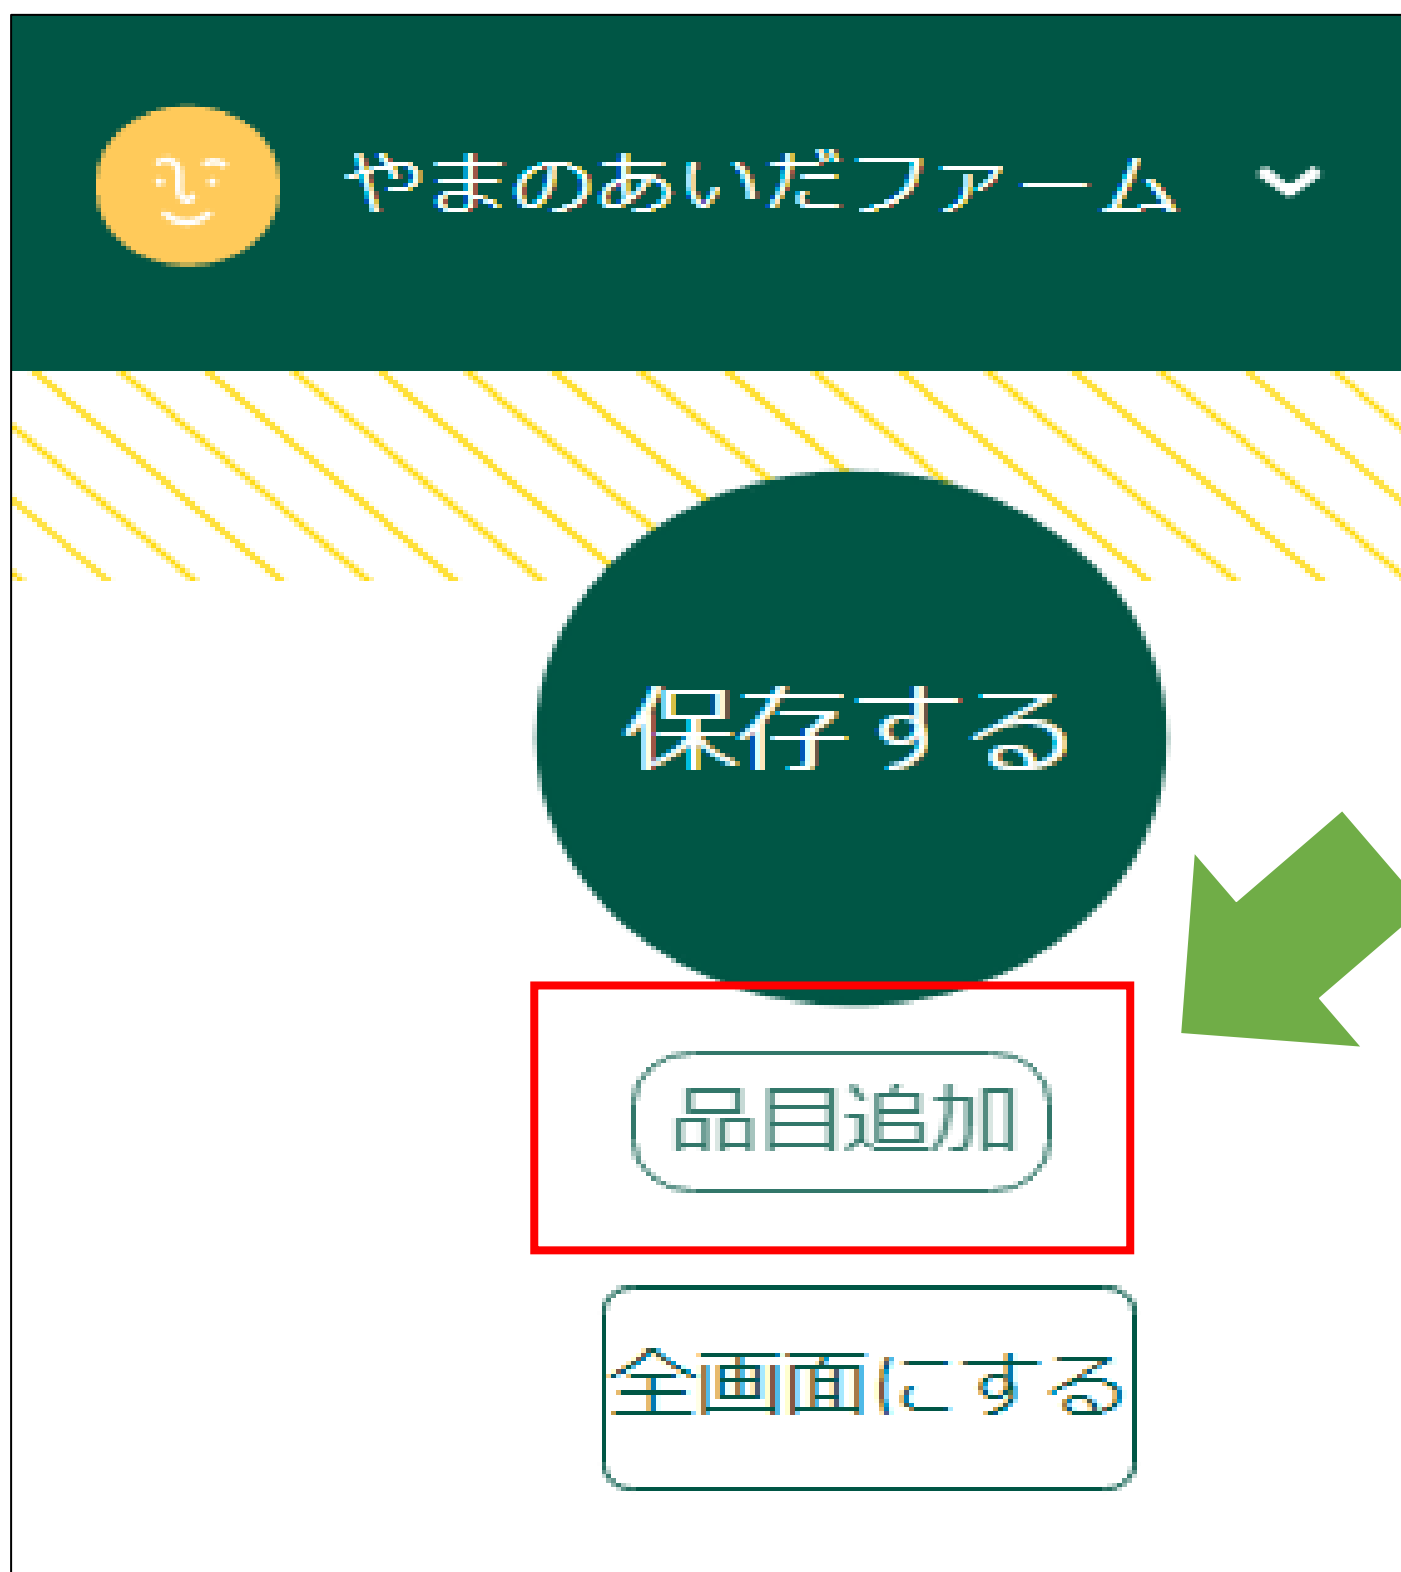 やまのあいだファーム
保存する
品目追加
全画面にする